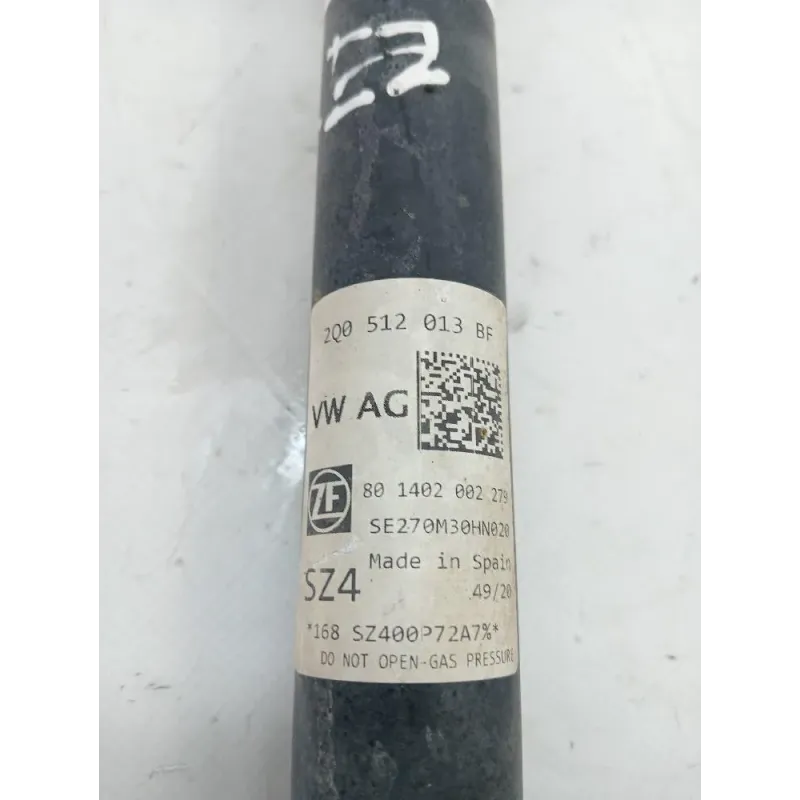 2Q0 512 013 BF
VW AG
ZF
80 1402 002 279
SE270M30HN020
Made in Spain
SZ4
49/20
*168 SZ400P72A7%*
DO NOT OPEN-GAS PRESSURE